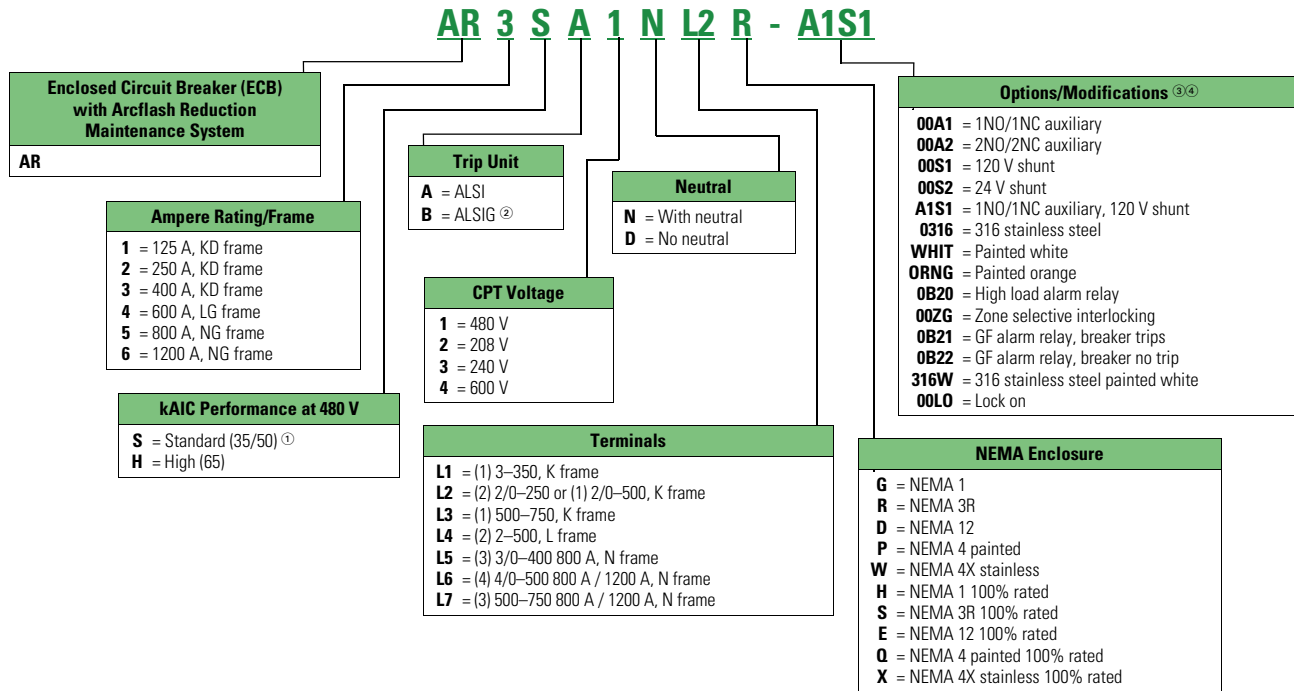 AR 3 S A 1 N L2 R - A1S1
Enclosed Circuit Breaker (ECB)
with Arcflash Reduction
Maintenance System
AR
Ampere Rating/Frame
1 = 125 A, KD frame
2 = 250 A, KD frame
3 = 400 A, KD frame
4 = 600 A, LG frame
5 = 800 A, NG frame
6 = 1200 A, NG frame
kAIC Performance at 480 V
S = Standard (35/50) ①
H = High (65)
Trip Unit
A = ALSI
B = ALSIG ②
CPT Voltage
1 = 480 V
2 = 208 V
3 = 240 V
4 = 600 V
Neutral
N = With neutral
D = No neutral
Terminals
L1 = (1) 3–350, K frame
L2 = (2) 2/0–250 or (1) 2/0–500, K frame
L3 = (1) 500–750, K frame
L4 = (2) 2–500, L frame
L5 = (3) 3/0–400 800 A, N frame
L6 = (4) 4/0–500 800 A / 1200 A, N frame
L7 = (3) 500–750 800 A / 1200 A, N frame
Options/Modifications ③④
00A1 = 1NO/1NC auxiliary
00A2 = 2NO/2NC auxiliary
00S1 = 120 V shunt
00S2 = 24 V shunt
A1S1 = 1NO/1NC auxiliary, 120 V shunt
0316 = 316 stainless steel
WHIT = Painted white
ORNG = Painted orange
0B20 = High load alarm relay
00ZG = Zone selective interlocking
0B21 = GF alarm relay, breaker trips
0B22 = GF alarm relay, breaker no trip
316W = 316 stainless steel painted white
00LO = Lock on
NEMA Enclosure
G = NEMA 1
R = NEMA 3R
D = NEMA 12
P = NEMA 4 painted
W = NEMA 4X stainless
H = NEMA 1 100% rated
S = NEMA 3R 100% rated
E = NEMA 12 100% rated
Q = NEMA 4 painted 100% rated
X = NEMA 4X stainless 100% rated